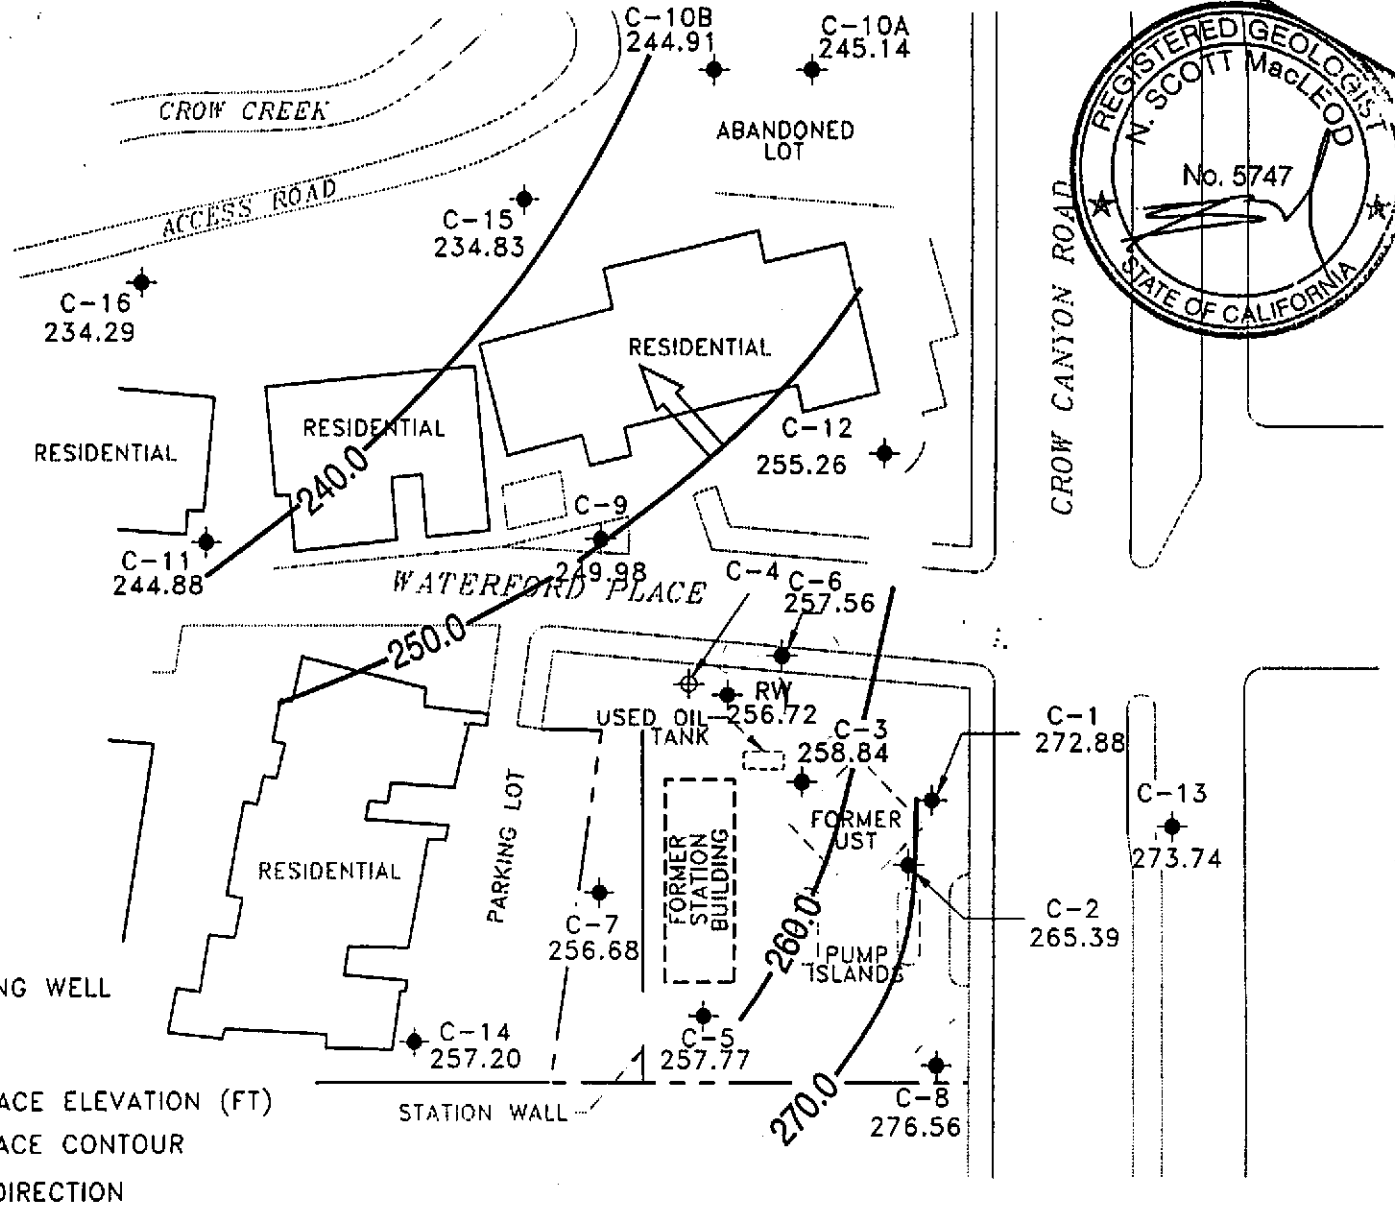 C-10B
244.91
C-10A
245.14
REGISTERED GEOLOGIST
N. SCOTT MacLEOD
No. 5747
STATE OF CALIFORNIA
CROW CREEK
ABANDONED
LOT
ACCESS ROAD
C-15
234.83
CROW CANYON ROAD
C-16
234.29
RESIDENTIAL
RESIDENTIAL
RESIDENTIAL
C-12
255.26
240.0
C-9
249.98
C-11
244.88
WATERFORD PLACE
C-4
C-6
257.56
250.0
RW
256.72
USED OIL
TANK
C-3
258.84
C-1
272.88
C-13
273.74
FORMER
UST
PARKING LOT
FORMER
STATION
BUILDING
RESIDENTIAL
C-7
256.68
260.0
C-2
265.39
PUMP
ISLANDS
NG WELL
C-14
257.20
C-5
257.77
270.0
C-8
276.56
ACE ELEVATION (FT)
STATION WALL
ACE CONTOUR
DIRECTION